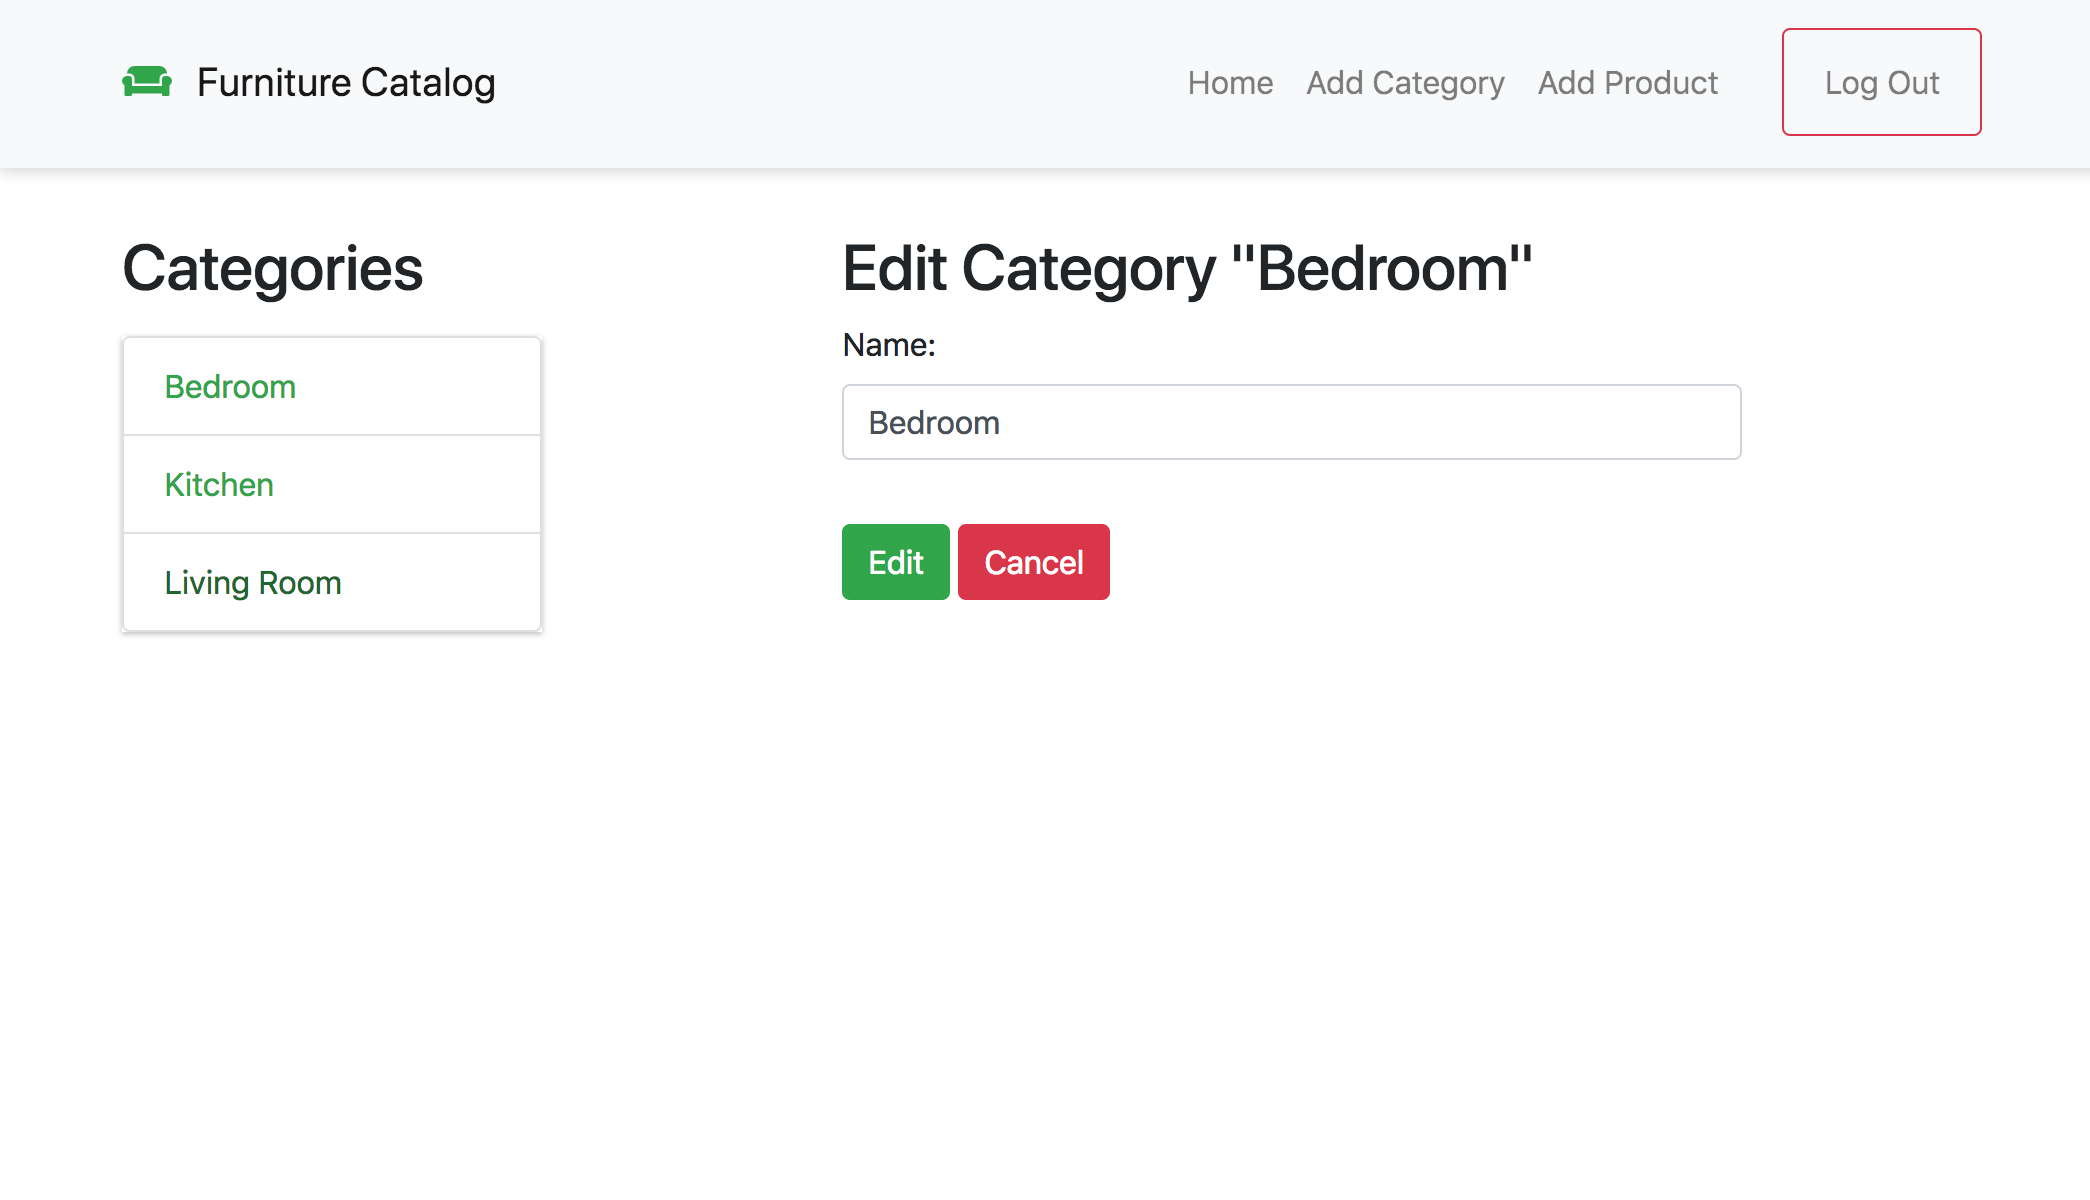 Furniture Catalog
Home Add Category Add Product Log Out
Categories
Bedroom
Kitchen
Living Room
Edit Category "Bedroom"
Name:
Bedroom
Edit Cancel